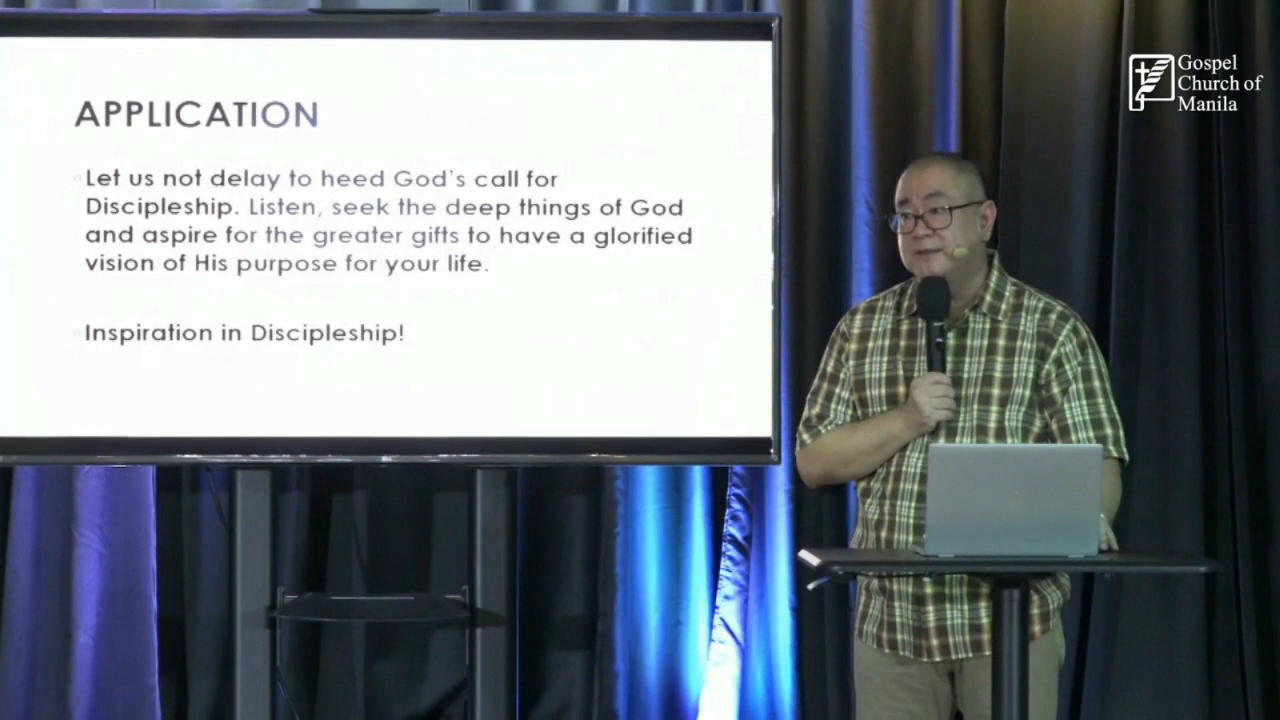 APPLICATION
Let us not delay to heed God's call for
Discipleship. Listen, seek the deep things of God
and aspire for the greater gifts to have a glorified
vision of His purpose for your life.
Inspiration in Discipleship!
Gospel
Church of
Manila